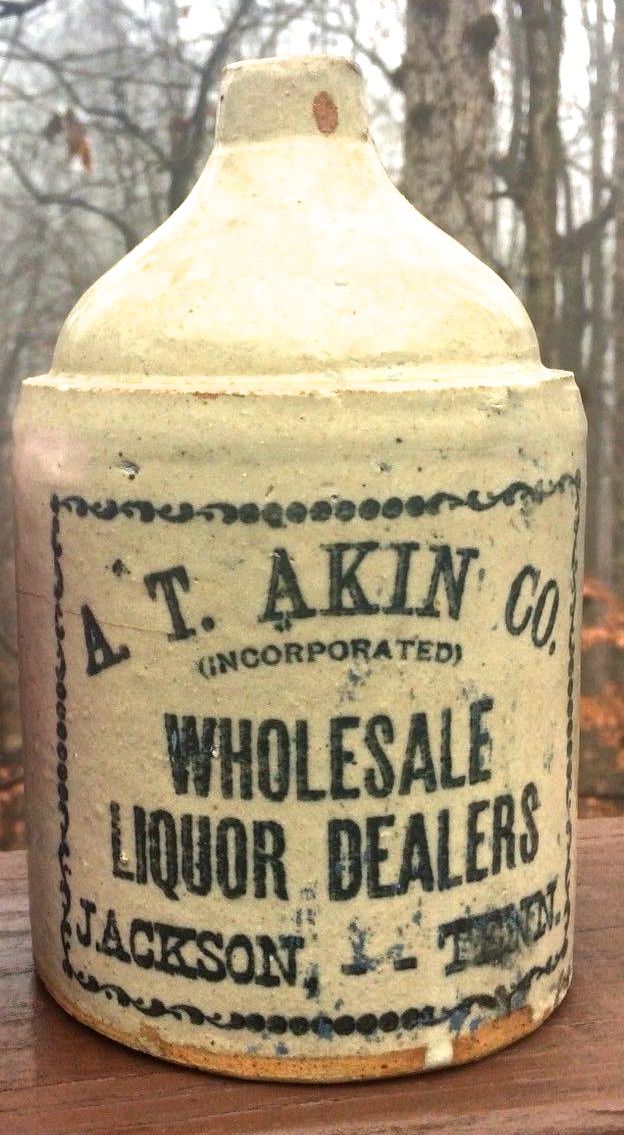 A. T. AKIN CO.
(INCORPORATED)
WHOLESALE
LIQUOR DEALERS
JACKSON, -- TENN.